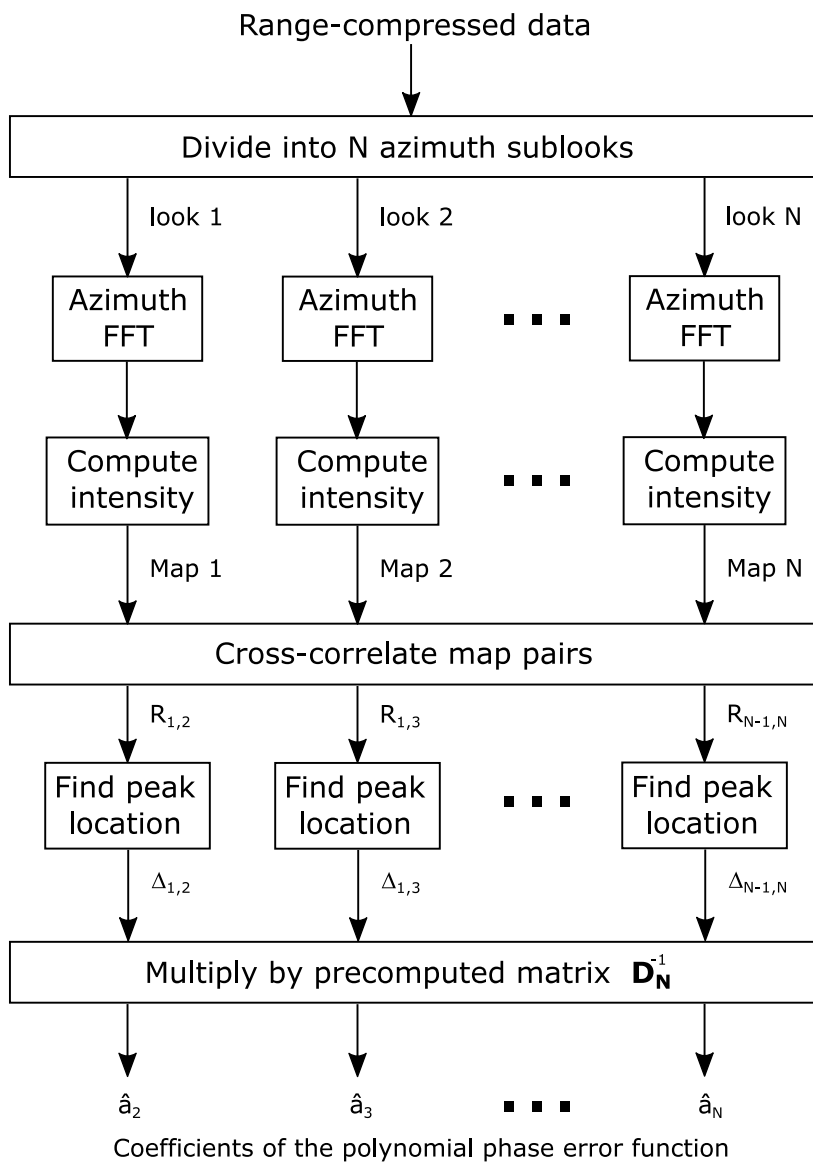 Range-compressed data
Divide into N azimuth sublooks
look 1
look 2
look N
Azimuth
FFT
Azimuth
FFT
Azimuth
FFT
Compute
intensity
Compute
intensity
Compute
intensity
Map 1
Map 2
Map N
Cross-correlate map pairs
R1,2
R1,3
RN-1,N
Find peak
location
Find peak
location
Find peak
location
Δ1,2
Δ1,3
ΔN-1,N
Multiply by precomputed matrix DN-1
â2
â3
âN
Coefficients of the polynomial phase error function